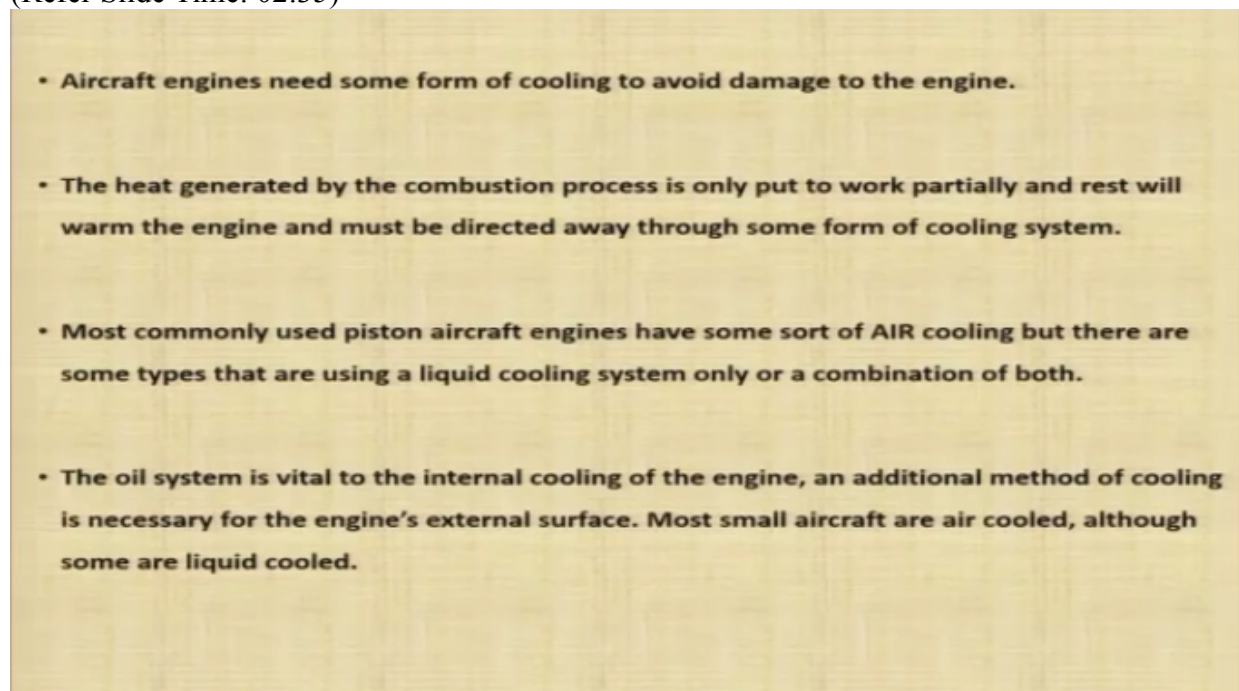 • Aircraft engines need some form of cooling to avoid damage to the engine.
• The heat generated by the combustion process is only put to work partially and rest will
warm the engine and must be directed away through some form of cooling system.
• Most commonly used piston aircraft engines have some sort of AIR cooling but there are
some types that are using a liquid cooling system only or a combination of both.
• The oil system is vital to the internal cooling of the engine, an additional method of cooling
is necessary for the engine's external surface. Most small aircraft are air cooled, although
some are liquid cooled.